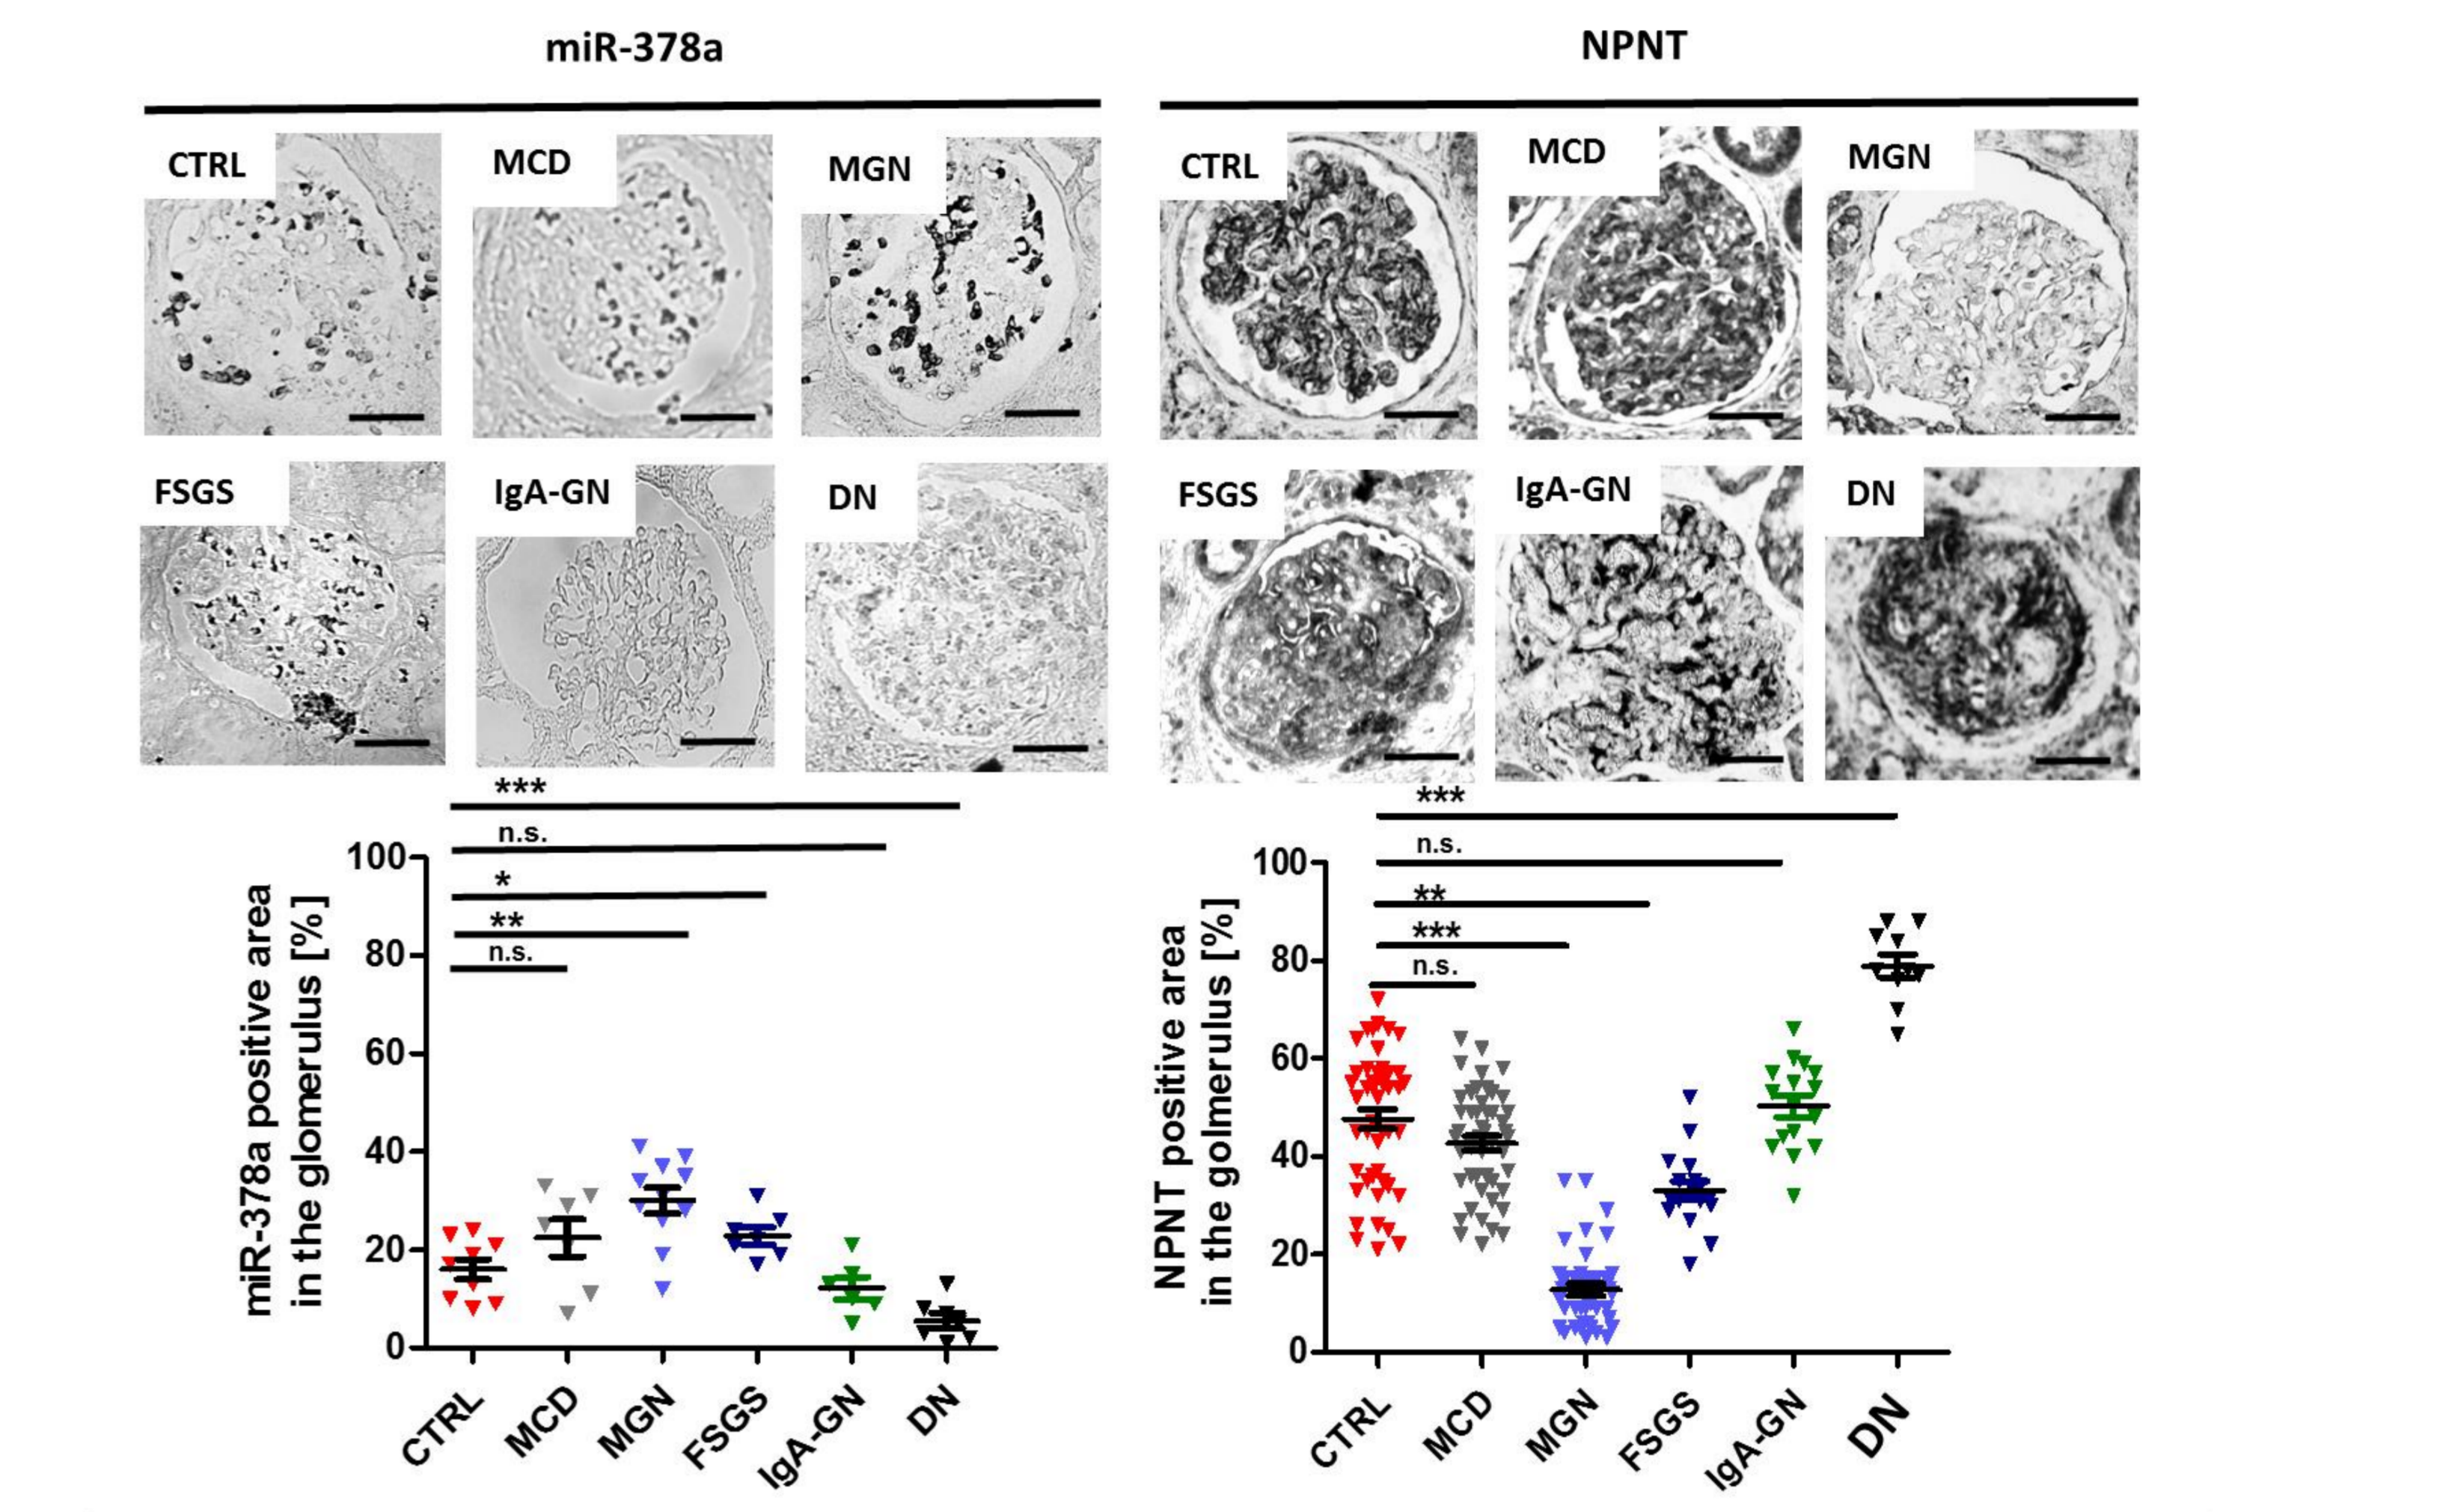 miR-378a
NPNT
CTRL
MCD
MGN
FSGS
IgA-GN
DN
CTRL
MCD
MGN
FSGS
IgA-GN
DN
***
n.s.
*
**
n.s.
miR-378a positive area
in the glomerulus [%]
100
80
60
40
20
0
CTRL
MCD
MGN
FSGS
IgA-GN
DN
***
n.s.
**
***
n.s.
NPNT positive area
in the golmerulus [%]
100
80
60
40
20
0
CTRL
MCD
MGN
FSGS
IgA-GN
DN